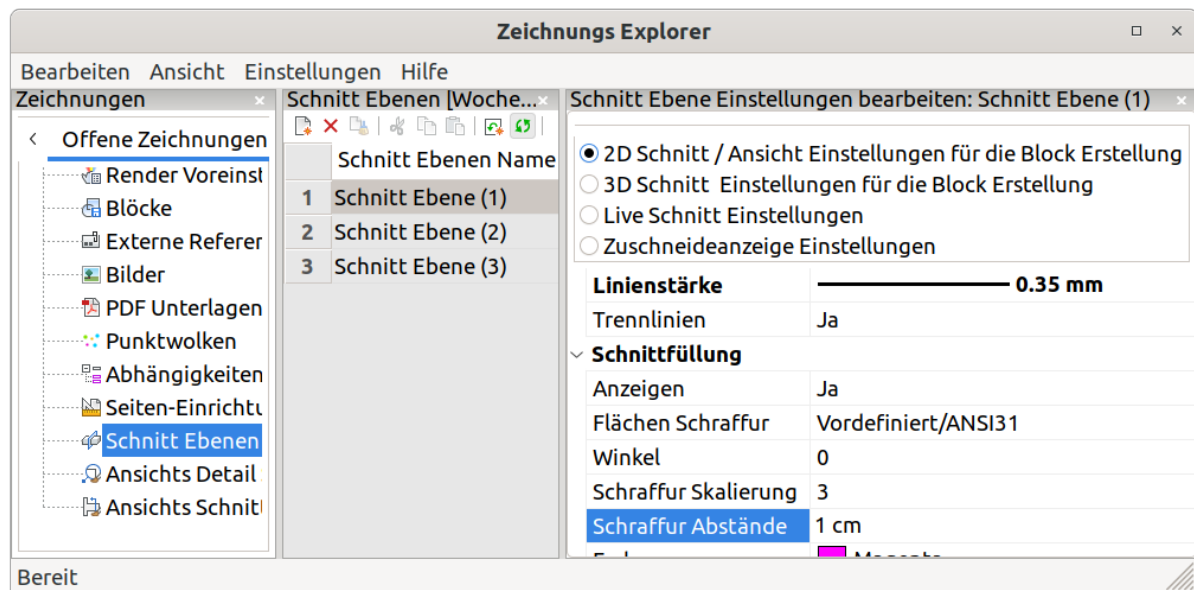 Zeichnungs Explorer
Bearbeiten Ansicht Einstellungen Hilfe
Zeichnungen
Offene Zeichnungen
Render Voreinst
Blöcke
Externe Referer
Bilder
PDF Unterlagen
Punktwolken
Abhängigkeiten
Seiten-Einrichtu
Schnitt Ebenen
Ansichts Detail
Ansichts Schnitt
Schnitt Ebenen [Woche...
Schnitt Ebenen Name
1 Schnitt Ebene (1)
2 Schnitt Ebene (2)
3 Schnitt Ebene (3)
Schnitt Ebene Einstellungen bearbeiten: Schnitt Ebene (1)
2D Schnitt / Ansicht Einstellungen für die Block Erstellung
3D Schnitt Einstellungen für die Block Erstellung
Live Schnitt Einstellungen
Zuschneideanzeige Einstellungen
Linienstärke 0.35 mm
Trennlinien Ja
Schnittfüllung
Anzeigen Ja
Flächen Schraffur Vordefiniert/ANSI31
Winkel 0
Schraffur Skalierung 3
Schraffur Abstände 1 cm
Bereit